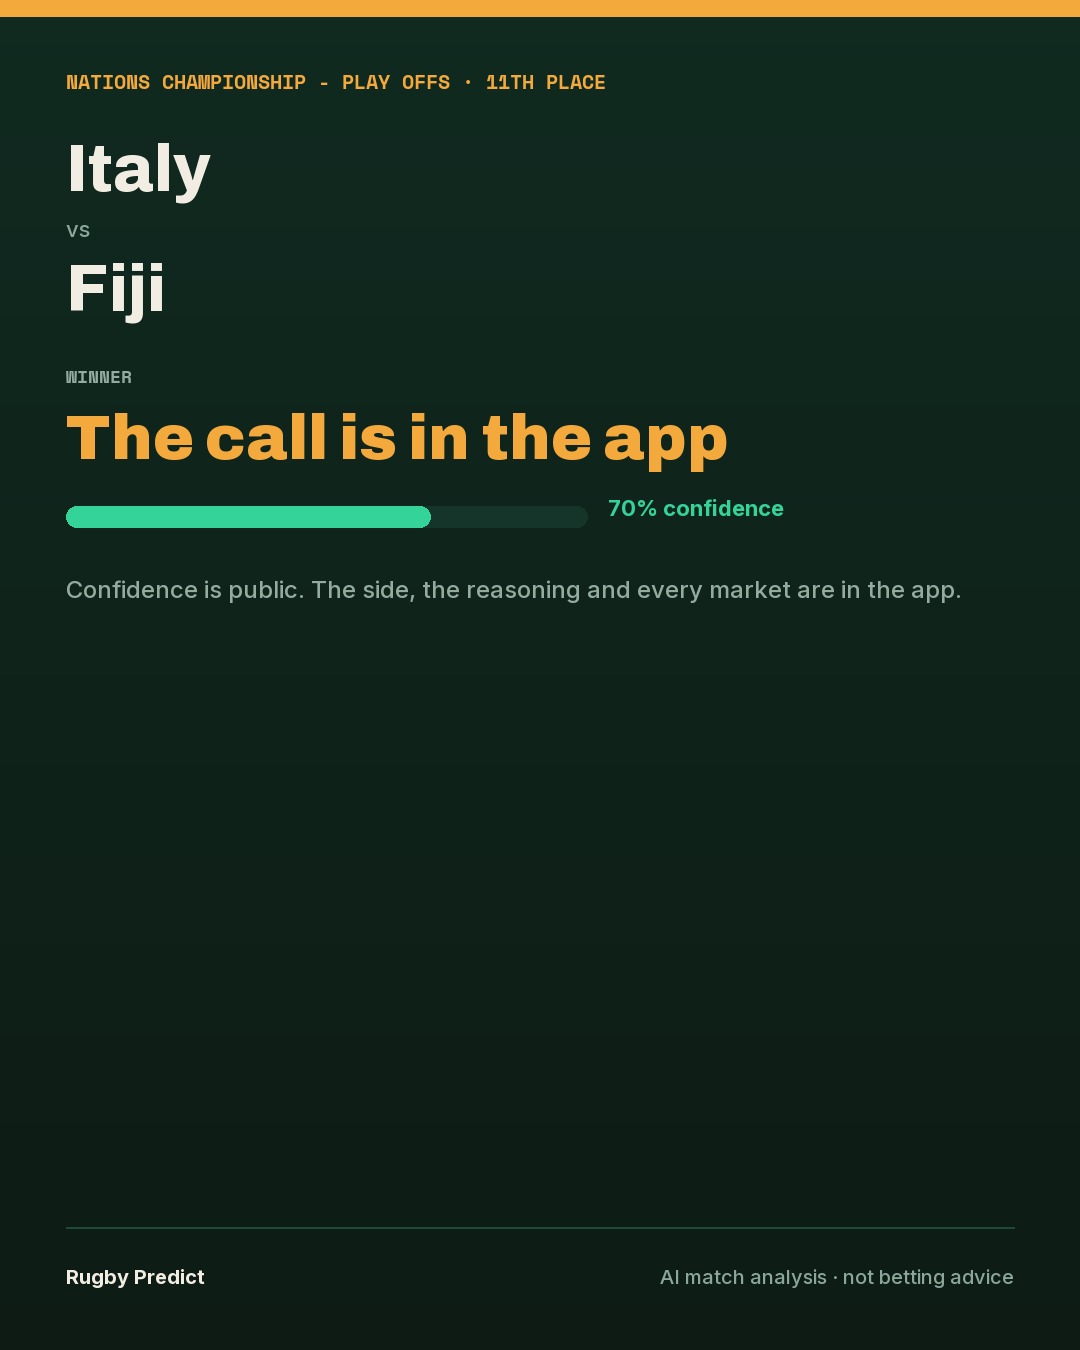 NATIONS CHAMPIONSHIP - PLAY OFFS · 11TH PLACE
Italy
VS
Fiji
WINNER
The call is in the app
70% confidence
Confidence is public. The side, the reasoning and every market are in the app.
Rugby Predict
AI match analysis · not betting advice